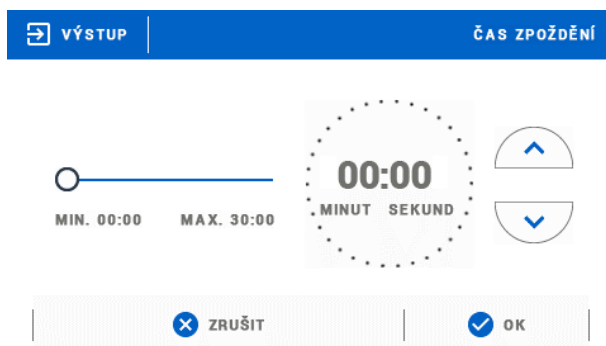 VÝSTUP
ČAS ZPOŽDĚNÍ
00:00
MINUT SEKUND
MIN. 00:00 MAX. 30:00
ZRUŠIT
OK